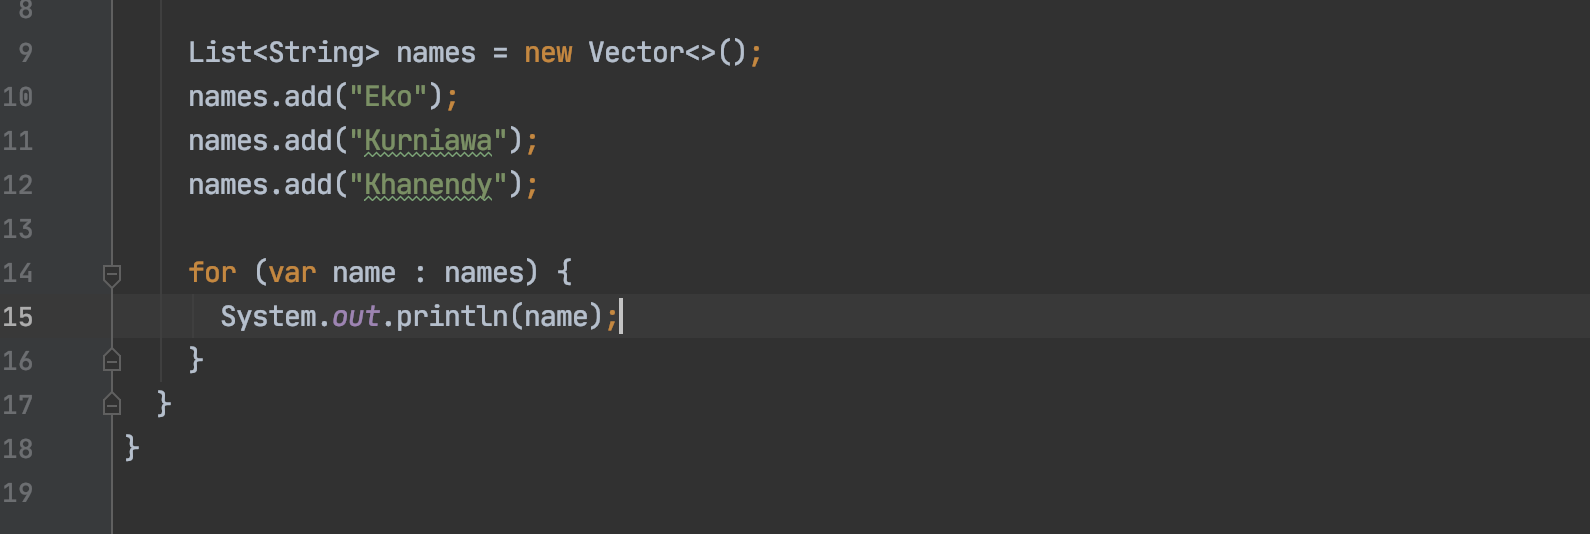 8
9 List<String> names = new Vector<>();
10 names.add("Eko");
11 names.add("Kurniawa");
12 names.add("Khanendy");
13
14 for (var name : names) {
15 System.out.println(name);
16 }
17 }
18 }
19